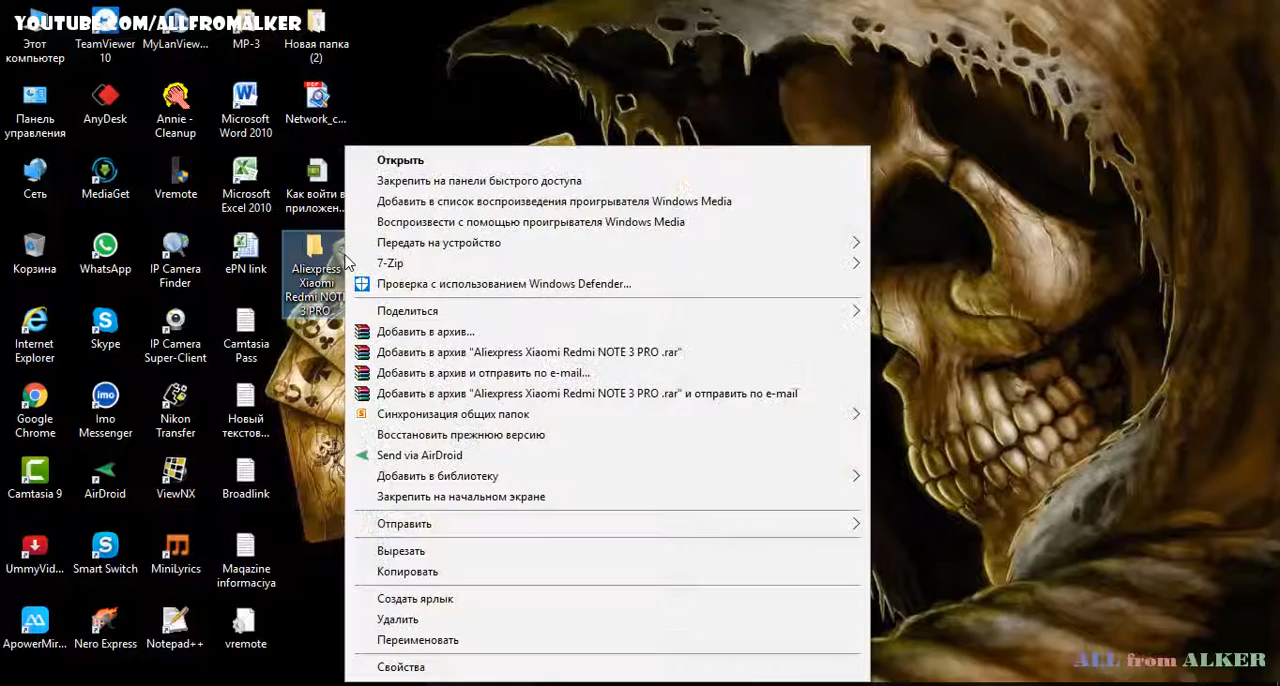 YOUTUBE.COM/ALLFROMALKER
Этот
компьютер
TeamViewer
10
MyLanView...
MP-3
Новая папка
(2)
Панель
управления
AnyDesk
Annie -
Cleanup
Microsoft
Word 2010
Network_c...
Сеть
MediaGet
Vremote
Microsoft
Excel 2010
Как войти в
приложен...
Корзина
WhatsApp
IP Camera
Finder
ePN link
Aliexpress
Xiaomi
Redmi NOTE
3 PRO
Internet
Explorer
Skype
IP Camera
Super-Client
Camtasia
Pass
Google
Chrome
Imo
Messenger
Nikon
Transfer
Новый
текстов...
Camtasia 9
AirDroid
ViewNX
Broadlink
UmmyVid...
Smart Switch
MiniLyrics
Maqazine
informaciya
ApowerMir...
Nero Express
Notepad++
vremote
Открыть
Закрепить на панели быстрого доступа
Добавить в список воспроизведения проигрывателя Windows Media
Воспроизвести с помощью проигрывателя Windows Media
Передать на устройство
7-Zip
Проверка с использованием Windows Defender...
Поделиться
Добавить в архив...
Добавить в архив "Aliexpress Xiaomi Redmi NOTE 3 PRO .rar"
Добавить в архив и отправить по e-mail...
Добавить в архив "Aliexpress Xiaomi Redmi NOTE 3 PRO .rar" и отправить по e-mail
Синхронизация общих папок
Восстановить прежнюю версию
Send via AirDroid
Добавить в библиотеку
Закрепить на начальном экране
Отправить
Вырезать
Копировать
Создать ярлык
Удалить
Переименовать
Свойства
ALL from ALKER